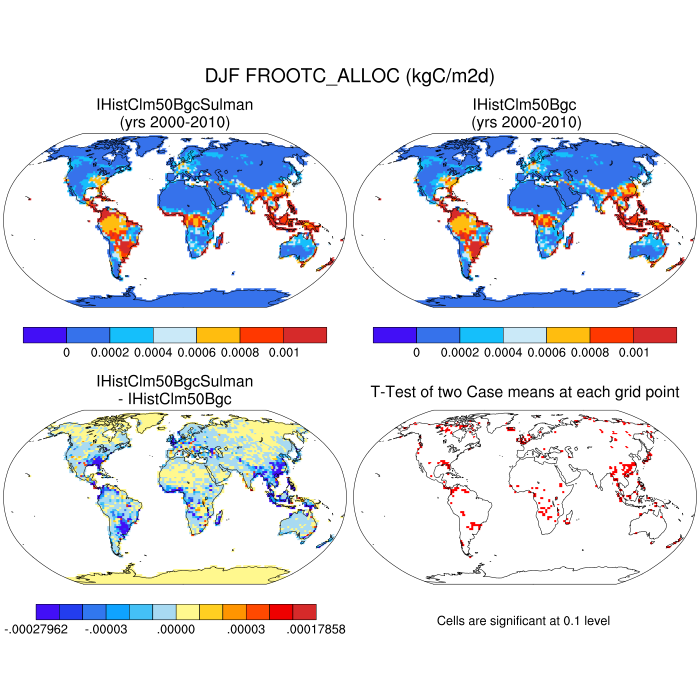 DJF FROOTC_ALLOC (kgC/m2d)
IHistClm50BgcSulman
(yrs 2000-2010)
IHistClm50Bgc
(yrs 2000-2010)
0 0.0002 0.0004 0.0006 0.0008 0.001
0 0.0002 0.0004 0.0006 0.0008 0.001
IHistClm50BgcSulman
- IHistClm50Bgc
T-Test of two Case means at each grid point
-.00027962 -.00003 .00000 .00003 .00017858
Cells are significant at 0.1 level